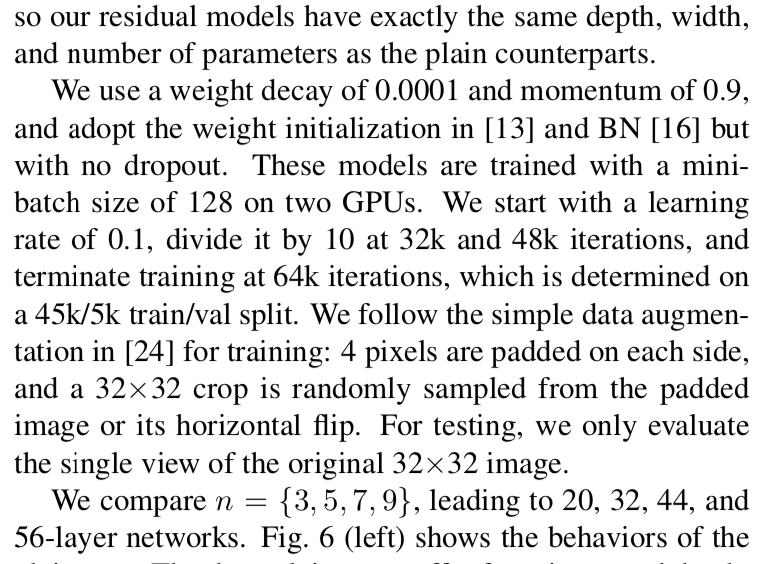 so our residual models have exactly the same depth, width,
and number of parameters as the plain counterparts.
We use a weight decay of 0.0001 and momentum of 0.9,
and adopt the weight initialization in [13] and BN [16] but
with no dropout. These models are trained with a mini-
batch size of 128 on two GPUs. We start with a learning
rate of 0.1, divide it by 10 at 32k and 48k iterations, and
terminate training at 64k iterations, which is determined on
a 45k/5k train/val split. We follow the simple data augmen-
tation in [24] for training: 4 pixels are padded on each side,
and a 32×32 crop is randomly sampled from the padded
image or its horizontal flip. For testing, we only evaluate
the single view of the original 32×32 image.
We compare n = {3, 5, 7, 9}, leading to 20, 32, 44, and
56-layer networks. Fig. 6 (left) shows the behaviors of the